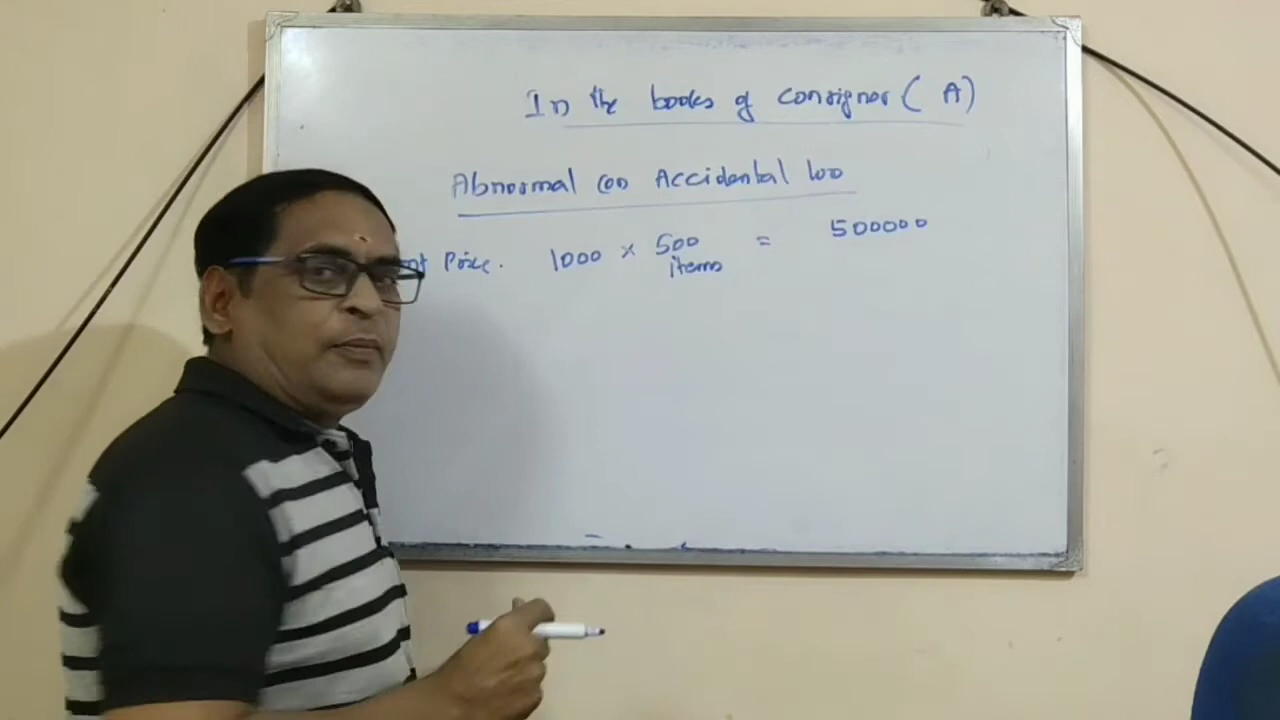 In the books of consignor ( A )
Abnormal (or) Accidental loss
Price. 1000 × 500 = 500000
items